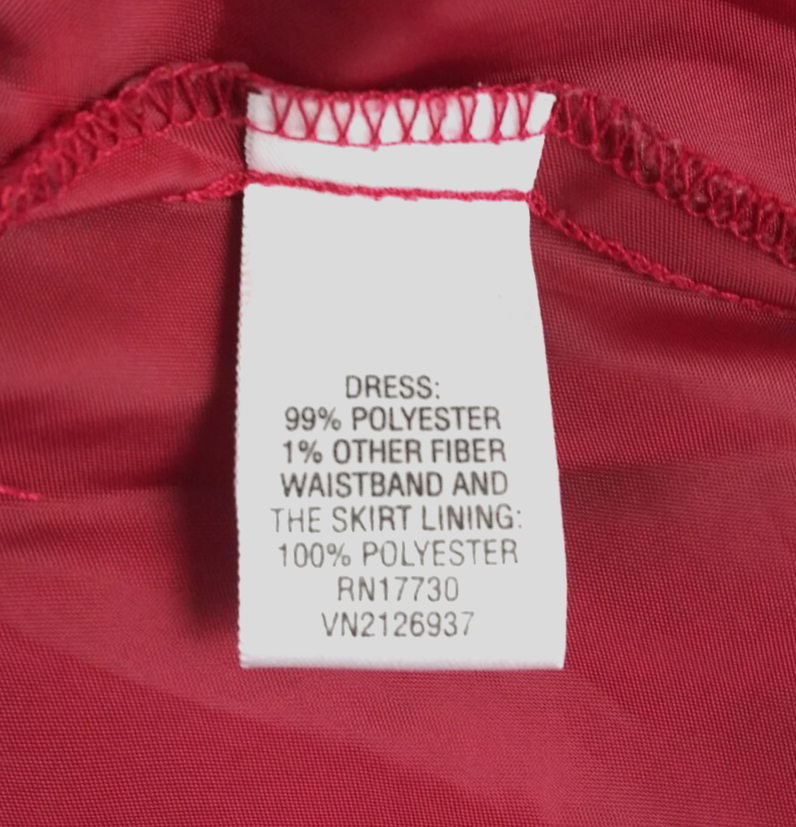 DRESS:
99% POLYESTER
1% OTHER FIBER
WAISTBAND AND
THE SKIRT LINING:
100% POLYESTER
RN17730
VN2126937